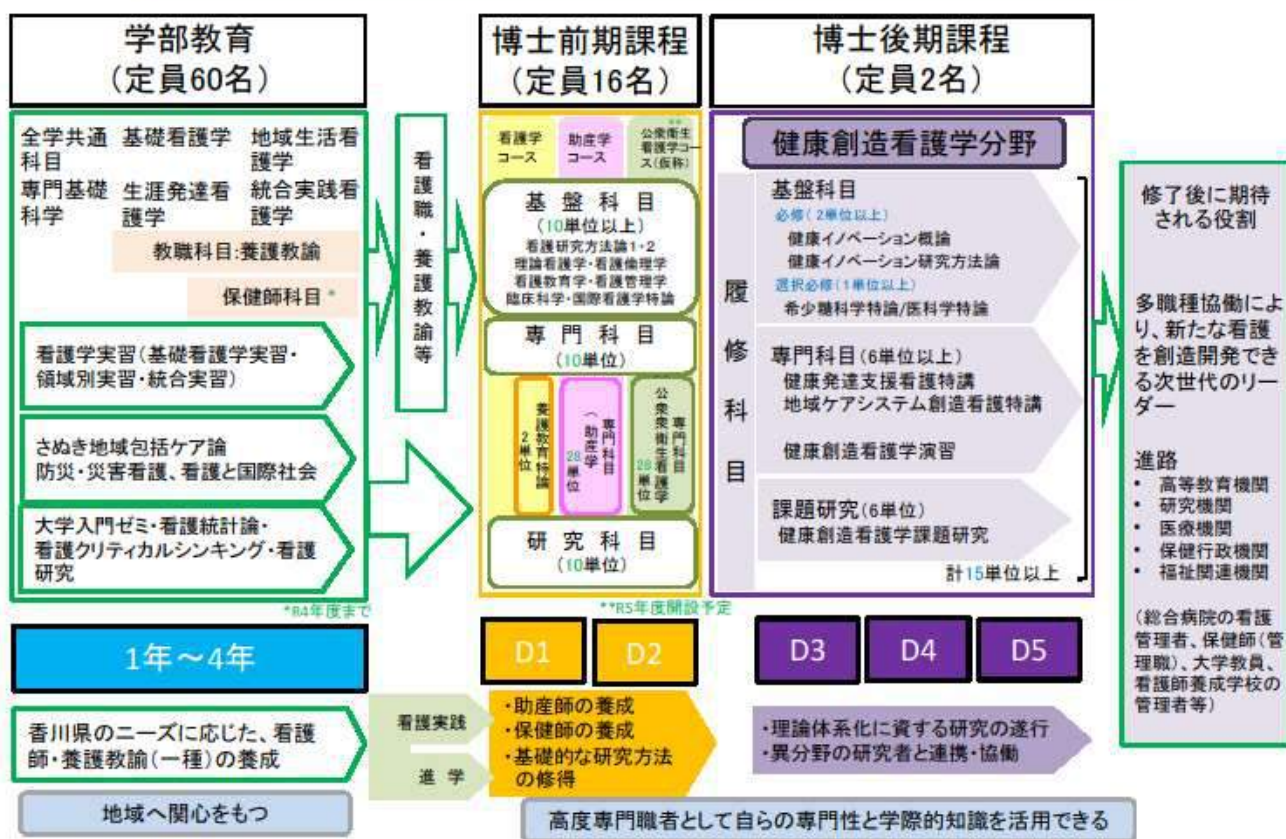 学部教育
(定員60名)
全学共通
科目
基礎看護学
地域生活看
護学
専門基礎
科学
生涯発達看
護学
統合実践看
護学
教職科目:養護教諭
保健師科目*
看護学実習(基礎看護学実習・
領域別実習・統合実習)
さぬき地域包括ケア論
防災・災害看護、看護と国際社会
大学入門ゼミ・看護統計論・
看護クリティカルシンキング・看護
研究
*R4年度まで
1年～4年
香川県のニーズに応じた、看護
師・養護教諭(一種)の養成
地域へ関心をもつ
看護職・養護教諭等
看護実践
進学
博士前期課程
(定員16名)
看護学
コース
助産学
コース
**
公衆衛生
看護学コー
ス(仮称)
基盤科目
(10単位以上)
看護研究方法論1・2
理論看護学・看護倫理学
看護教育学・看護管理学
臨床科学・国際看護学特論
専門科目
(10単位)
養護教育特論
2単位
専門科目
(助産学
28単位
専門科目
公衆衛生看護学
28単位
研究科目
(10単位)
**R5年度開設予定
D1
D2
・助産師の養成
・保健師の養成
・基礎的な研究方法
の修得
博士後期課程
(定員2名)
健康創造看護学分野
履修科目
基盤科目
必修(2単位以上)
健康イノベーション概論
健康イノベーション研究方法論
選択必修(1単位以上)
希少糖科学特論/医科学特論
専門科目(6単位以上)
健康発達支援看護特講
地域ケアシステム創造看護特講
健康創造看護学演習
課題研究(6単位)
健康創造看護学課題研究
計15単位以上
D3
D4
D5
・理論体系化に資する研究の遂行
・異分野の研究者と連携・協働
高度専門職者として自らの専門性と学際的知識を活用できる
修了後に期待
される役割
多職種協働によ
り、新たな看護
を創造開発でき
る次世代のリー
ダー
進路
• 高等教育機関
• 研究機関
• 医療機関
• 保健行政機関
• 福祉関連機関
(総合病院の看護
管理者、保健師(管
理職)、大学教員、
看護師養成学校の
管理者等)